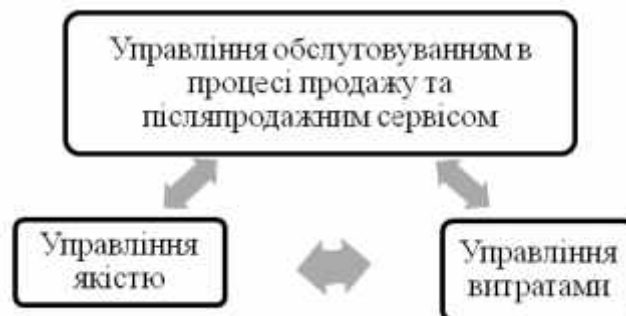 Управління обслуговуванням в
процесі продажу та
післяпродажним сервісом
Управління
якістю
Управління
витратами